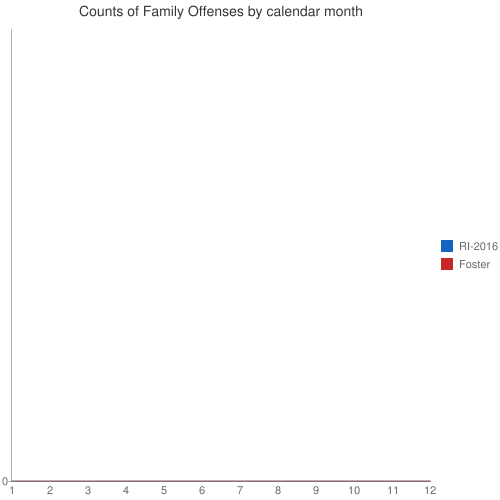 Counts of Family Offenses by calendar month
RI-2016
Foster
0
1 2 3 4 5 6 7 8 9 10 11 12